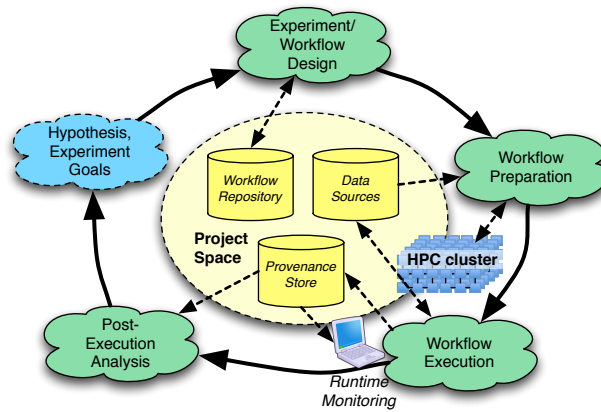 Experiment/
Workflow
Design
Hypothesis,
Experiment
Goals
Workflow
Preparation
Workflow
Repository
Data
Sources
Project
Space
Provenance
Store
HPC cluster
Post-
Execution
Analysis
Workflow
Execution
Runtime
Monitoring